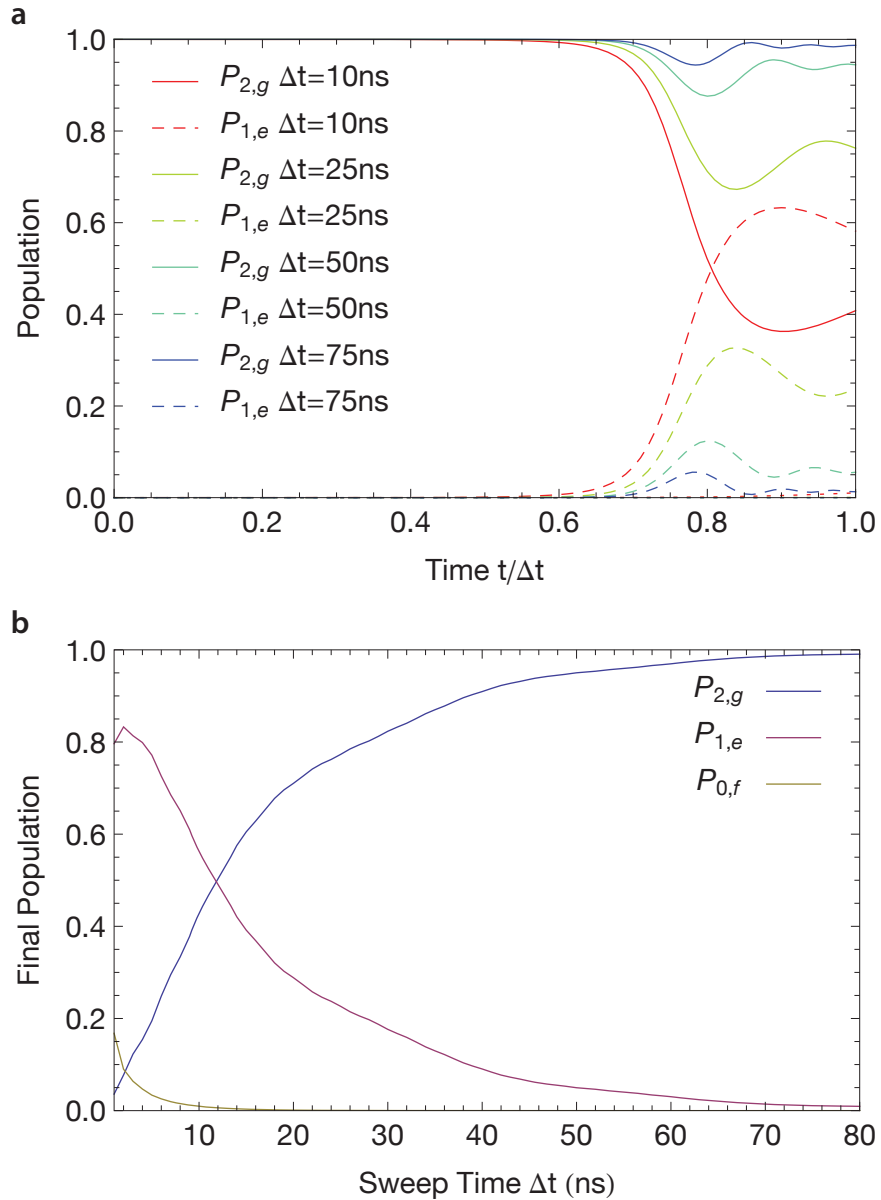 a
1.0
0.8
0.6
0.4
0.2
0.0
Population
P2,g Δt=10ns
P1,e Δt=10ns
P2,g Δt=25ns
P1,e Δt=25ns
P2,g Δt=50ns
P1,e Δt=50ns
P2,g Δt=75ns
P1,e Δt=75ns
0.0 0.2 0.4 0.6 0.8 1.0
Time t/Δt
b
1.0
0.8
0.6
0.4
0.2
0.0
Final Population
P2,g
P1,e
P0,f
10 20 30 40 50 60 70 80
Sweep Time Δt (ns)